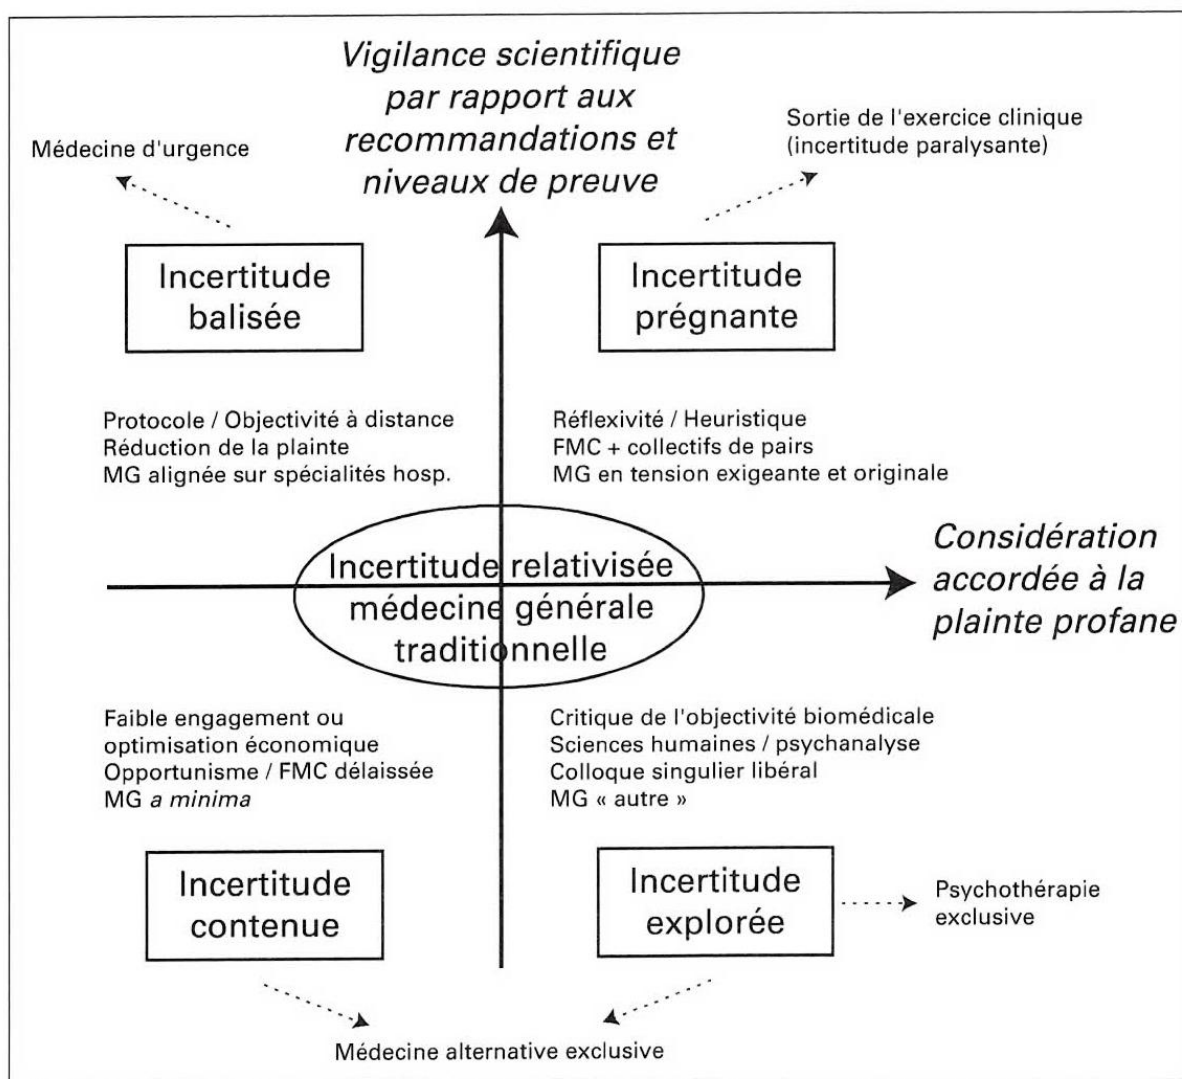 Vigilance scientifique
par rapport aux
recommandations et
niveaux de preuve
Médecine d'urgence
Sortie de l'exercice clinique
(incertitude paralysante)
Incertitude
balisée
Incertitude
prégnante
Protocole / Objectivité à distance
Réduction de la plainte
MG alignée sur spécialités hosp.
Réflexivité / Heuristique
FMC + collectifs de pairs
MG en tension exigeante et originale
Incertitude relativisée
médecine générale
traditionnelle
Considération
accordée à la
plainte profane
Faible engagement ou
optimisation économique
Opportunisme / FMC délaissée
MG a minima
Critique de l'objectivité biomédicale
Sciences humaines / psychanalyse
Colloque singulier libéral
MG « autre »
Incertitude
contenue
Incertitude
explorée
Psychothérapie
exclusive
Médecine alternative exclusive